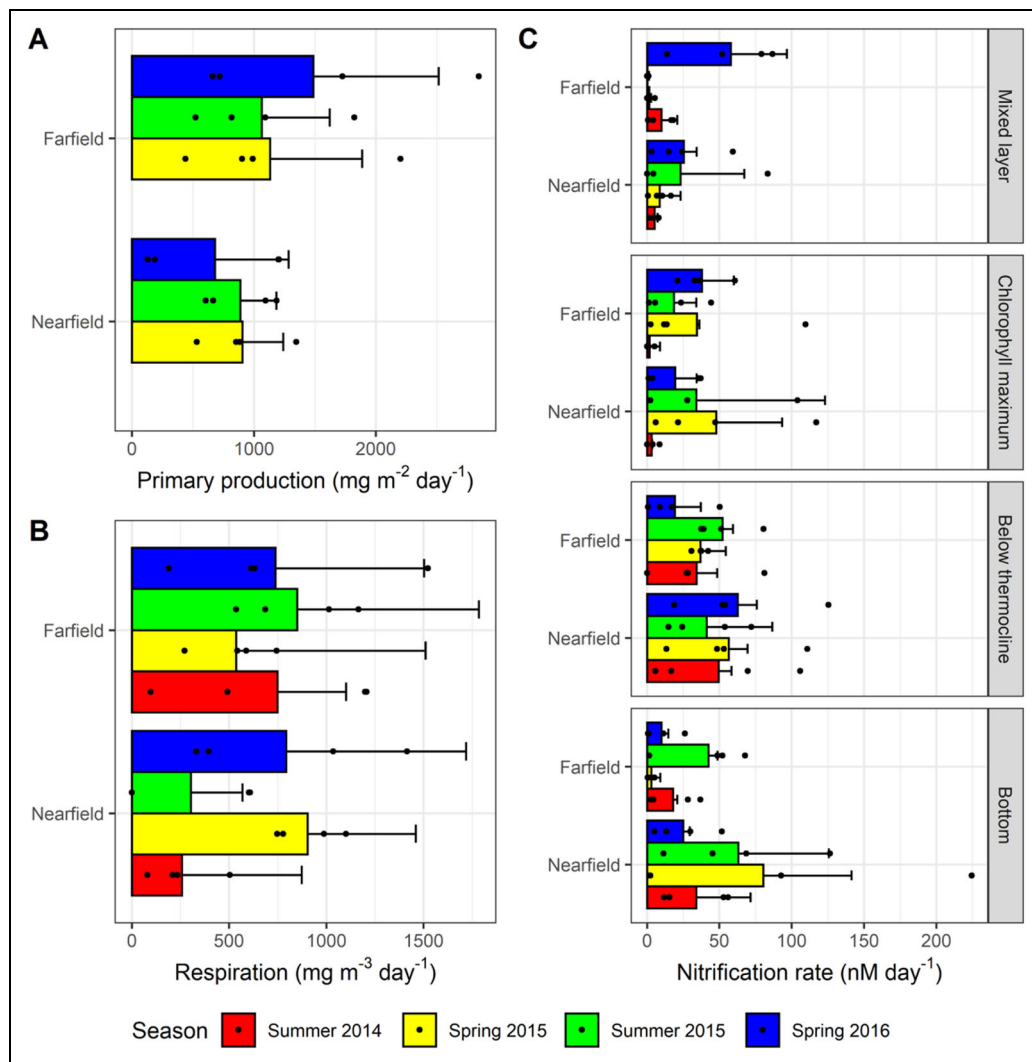 A
Farfield
Nearfield
0 1000 2000
Primary production (mg m⁻² day⁻¹)
B
Farfield
Nearfield
0 500 1000 1500
Respiration (mg m⁻³ day⁻¹)
C
Farfield
Nearfield
Mixed layer
Farfield
Nearfield
Chlorophyll maximum
Farfield
Nearfield
Below thermocline
Farfield
Nearfield
Bottom
0 50 100 150 200
Nitrification rate (nM day⁻¹)
Season Summer 2014 Spring 2015 Summer 2015 Spring 2016